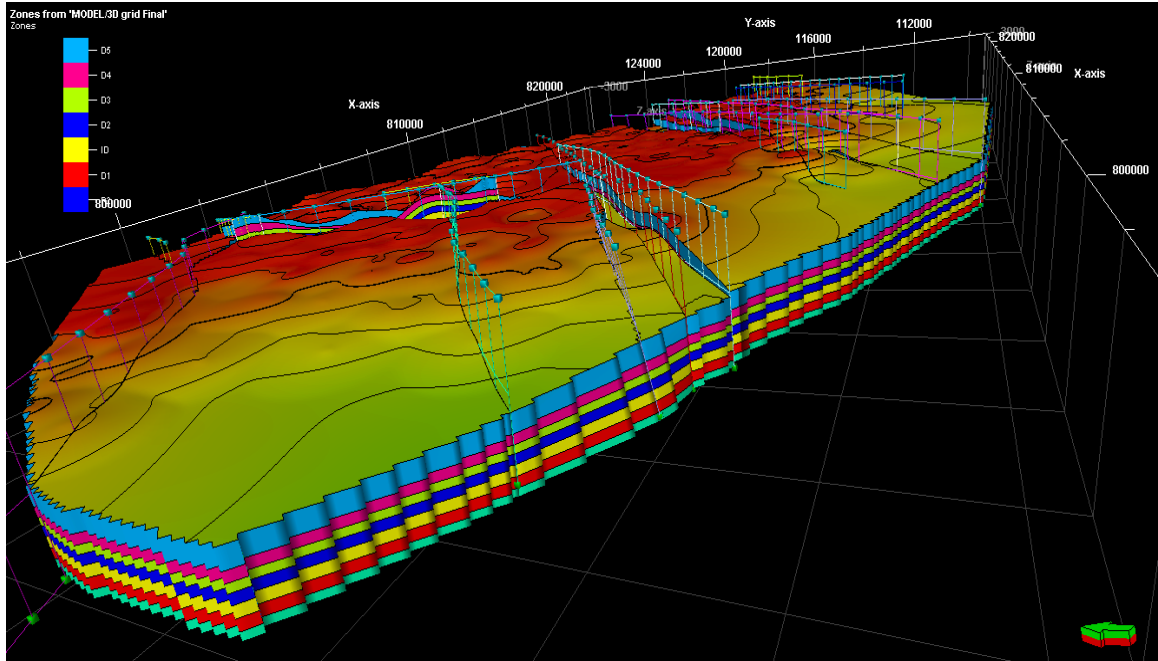 Zones from 'MODEL/3D grid Final'
Zones
D5
D4
D3
D2
ID
D1
Y-axis
112000
116000
120000
124000
820000
-3000
X-axis
810000
800000
820000
810000
X-axis
800000
Z-axis